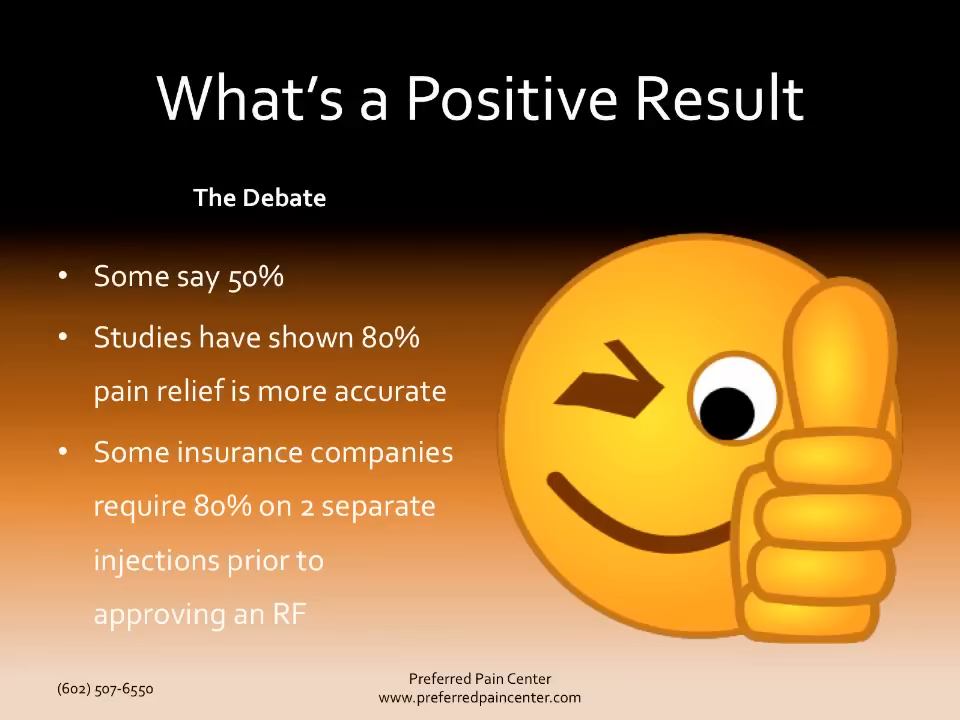 What's a Positive Result
The Debate
• Some say 50%
• Studies have shown 80%
pain relief is more accurate
• Some insurance companies
require 80% on 2 separate
injections prior to
approving an RF
(602) 507-6550
Preferred Pain Center
www.preferredpaincenter.com